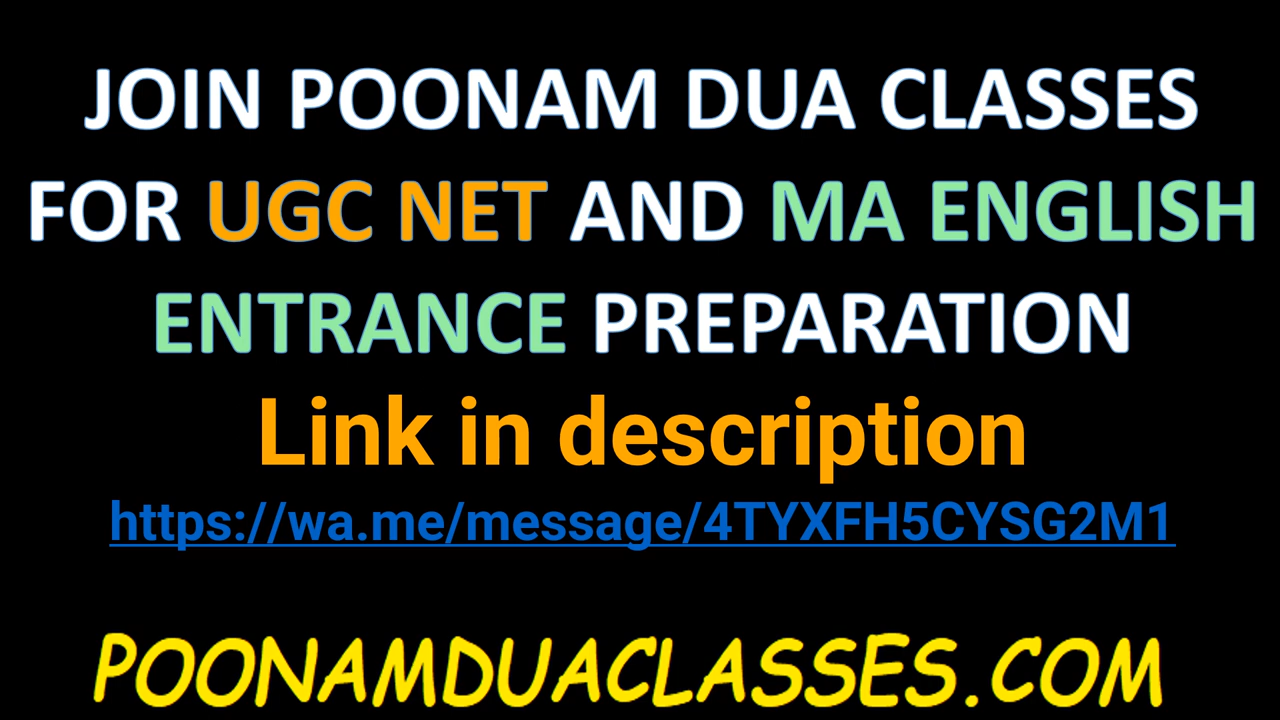 JOIN POONAM DUA CLASSES
FOR UGC NET AND MA ENGLISH
ENTRANCE PREPARATION
Link in description
https://wa.me/message/4TYXFH5CYSG2M1
POONAMDUACLASSES.COM